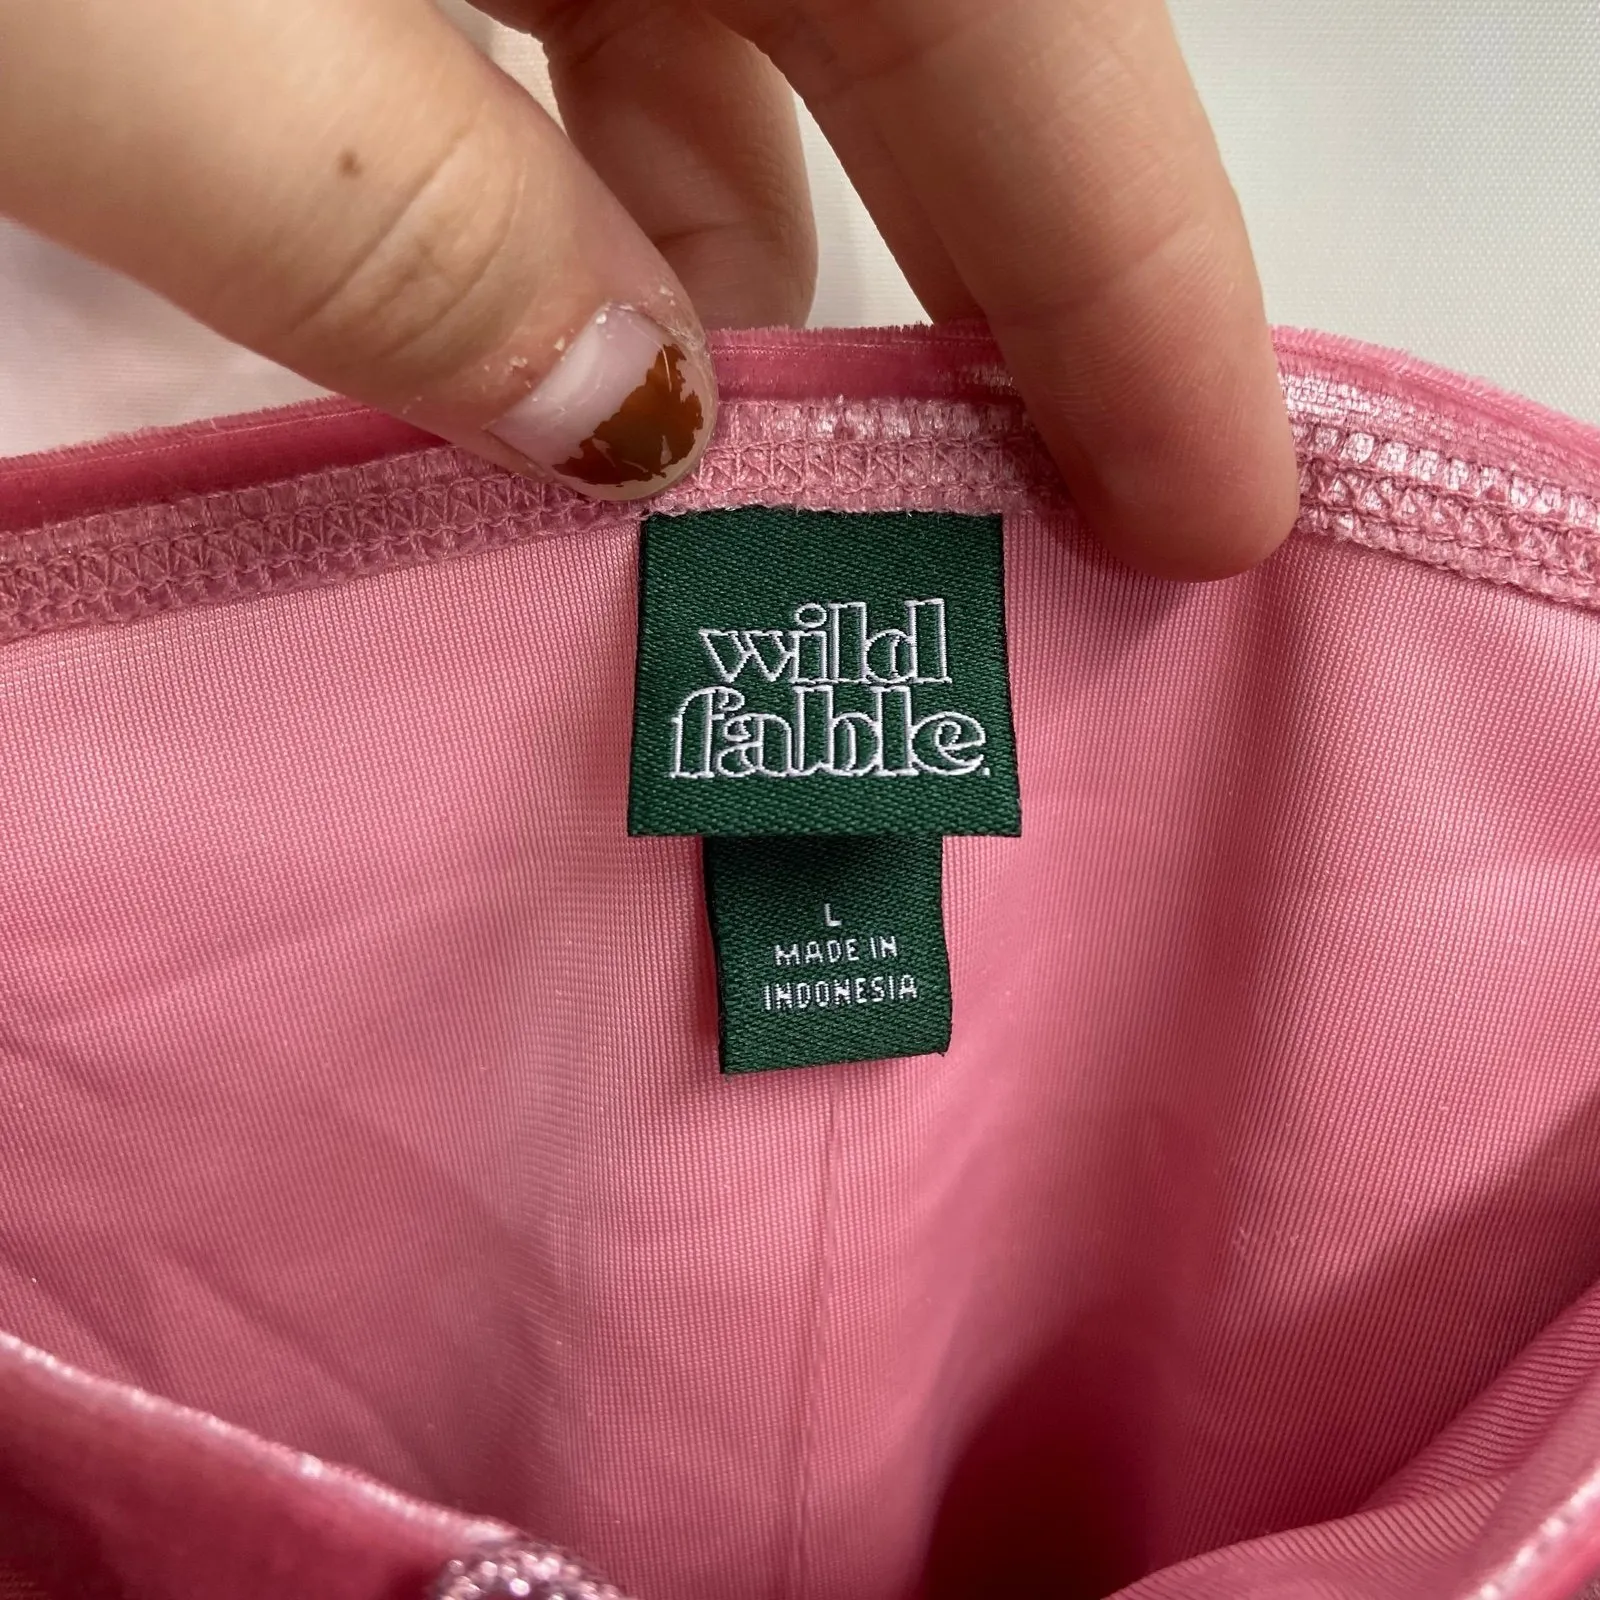 wild
fable.
L
MADE IN
INDONESIA